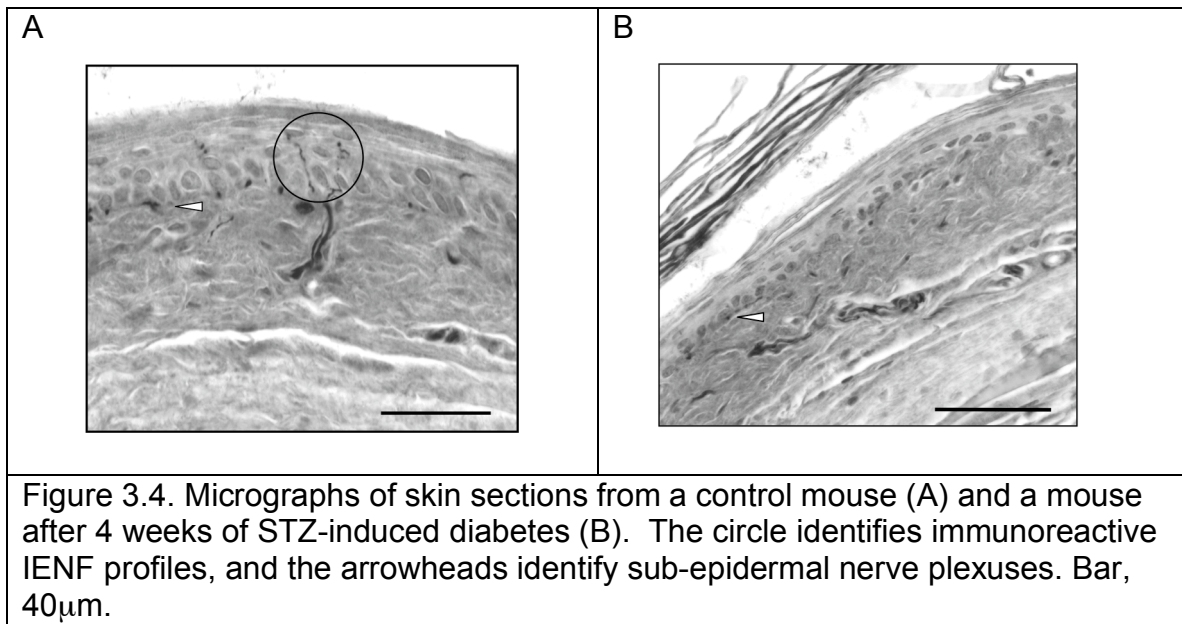 A
B
Figure 3.4. Micrographs of skin sections from a control mouse (A) and a mouse
after 4 weeks of STZ-induced diabetes (B).  The circle identifies immunoreactive
IENF profiles, and the arrowheads identify sub-epidermal nerve plexuses. Bar,
40μm.